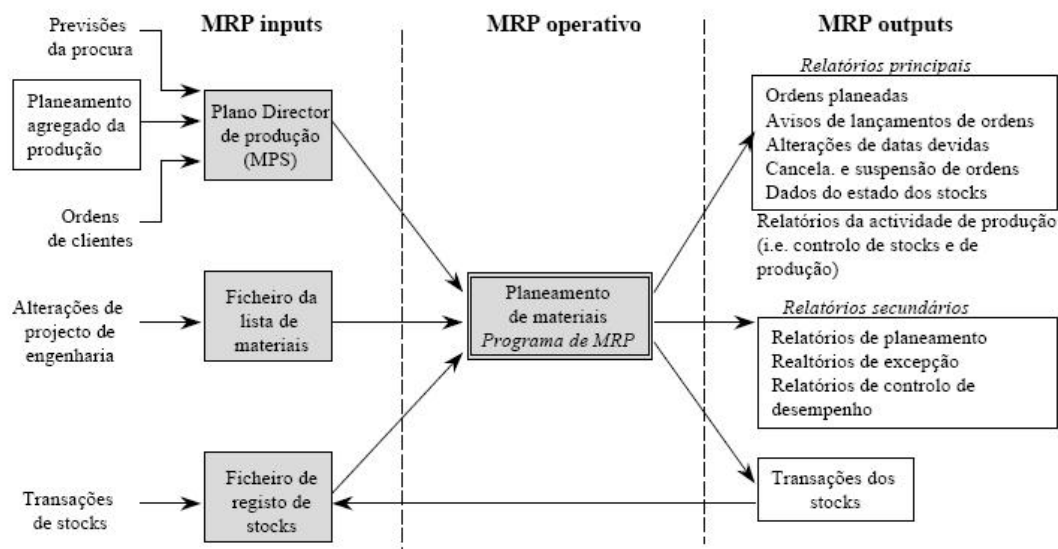 MRP inputs
MRP operativo
MRP outputs
Previsões
da procura
Planeamento
agregado da
produção
Ordens
de clientes
Plano Director
de produção
(MPS)
Alterações de
projecto de
engenharia
Ficheiro da
lista de
materiais
Transações
de stocks
Ficheiro de
registo de
stocks
Planeamento
de materiais
Programa de MRP
Relatórios principais
Ordens planeadas
Avisos de lançamentos de ordens
Alterações de datas devidas
Cancela. e suspensão de ordens
Dados do estado dos stocks
Relatórios da actividade de produção
(i.e. controlo de stocks e de
produção)
Relatórios secundários
Relatórios de planeamento
Realtórios de excepção
Relatórios de controlo de
desempenho
Transações dos
stocks